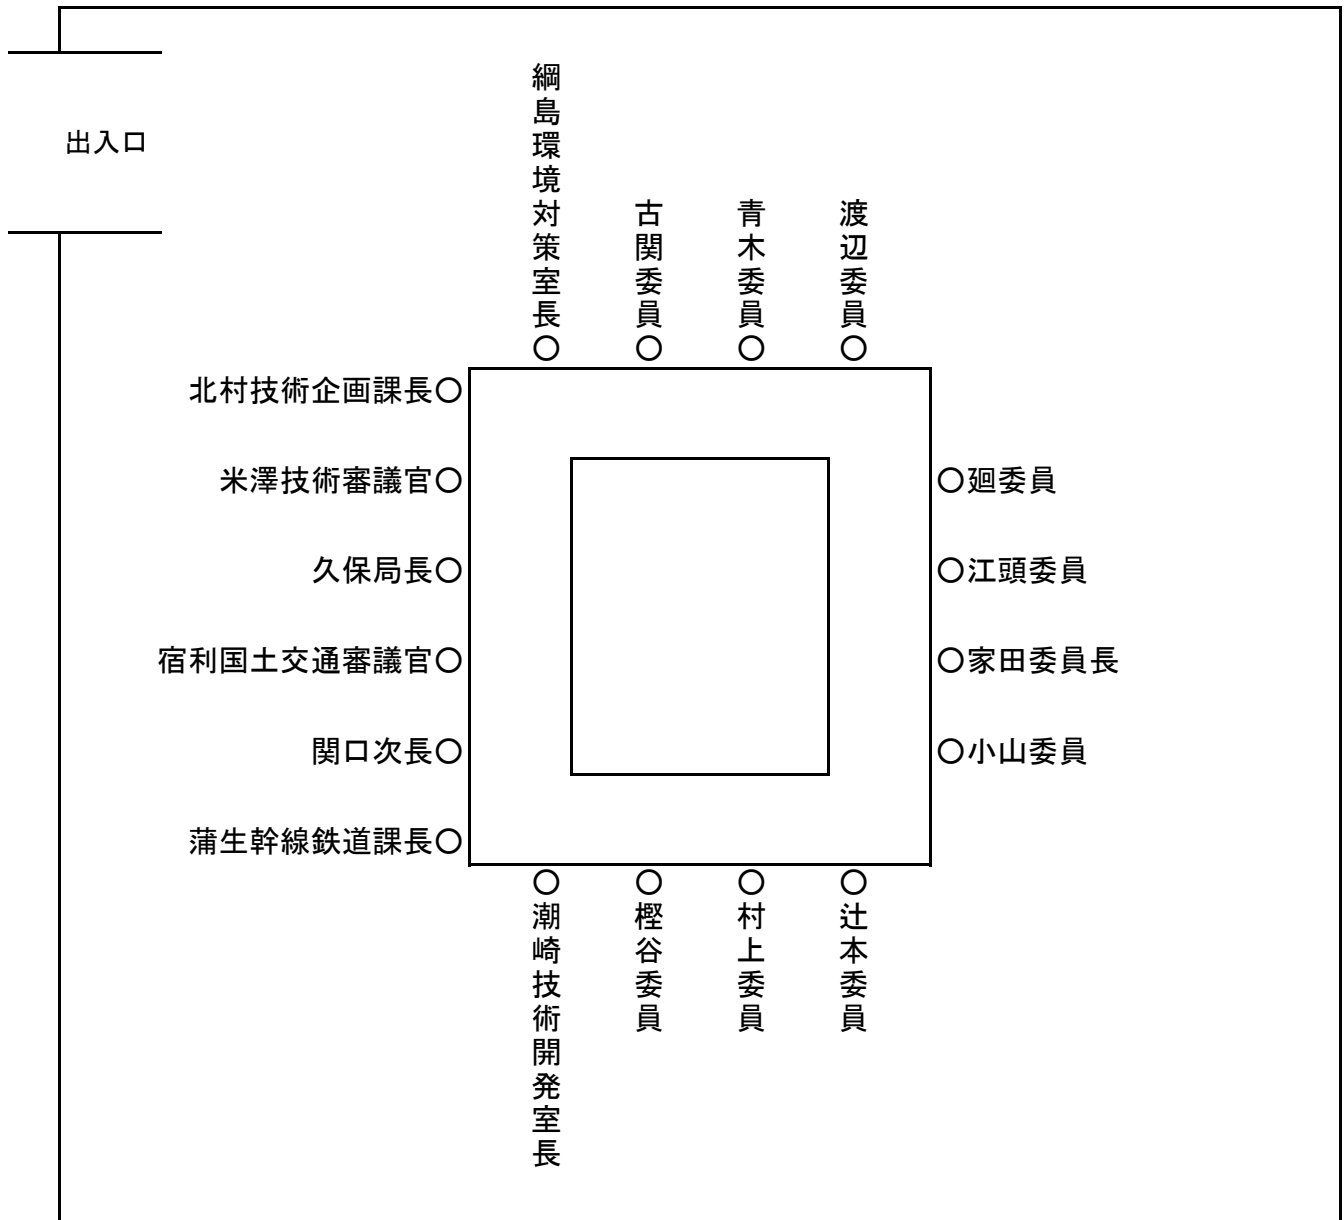 出入口
綱島環境対策室長○
古関委員○
青木委員○
渡辺委員○
北村技術企画課長○
米澤技術審議官○
久保局長○
宿利国土交通審議官○
関口次長○
蒲生幹線鉄道課長○
○廻委員
○江頭委員
○家田委員長
○小山委員
○潮崎技術開発室長
○樫谷委員
○村上委員
○辻本委員